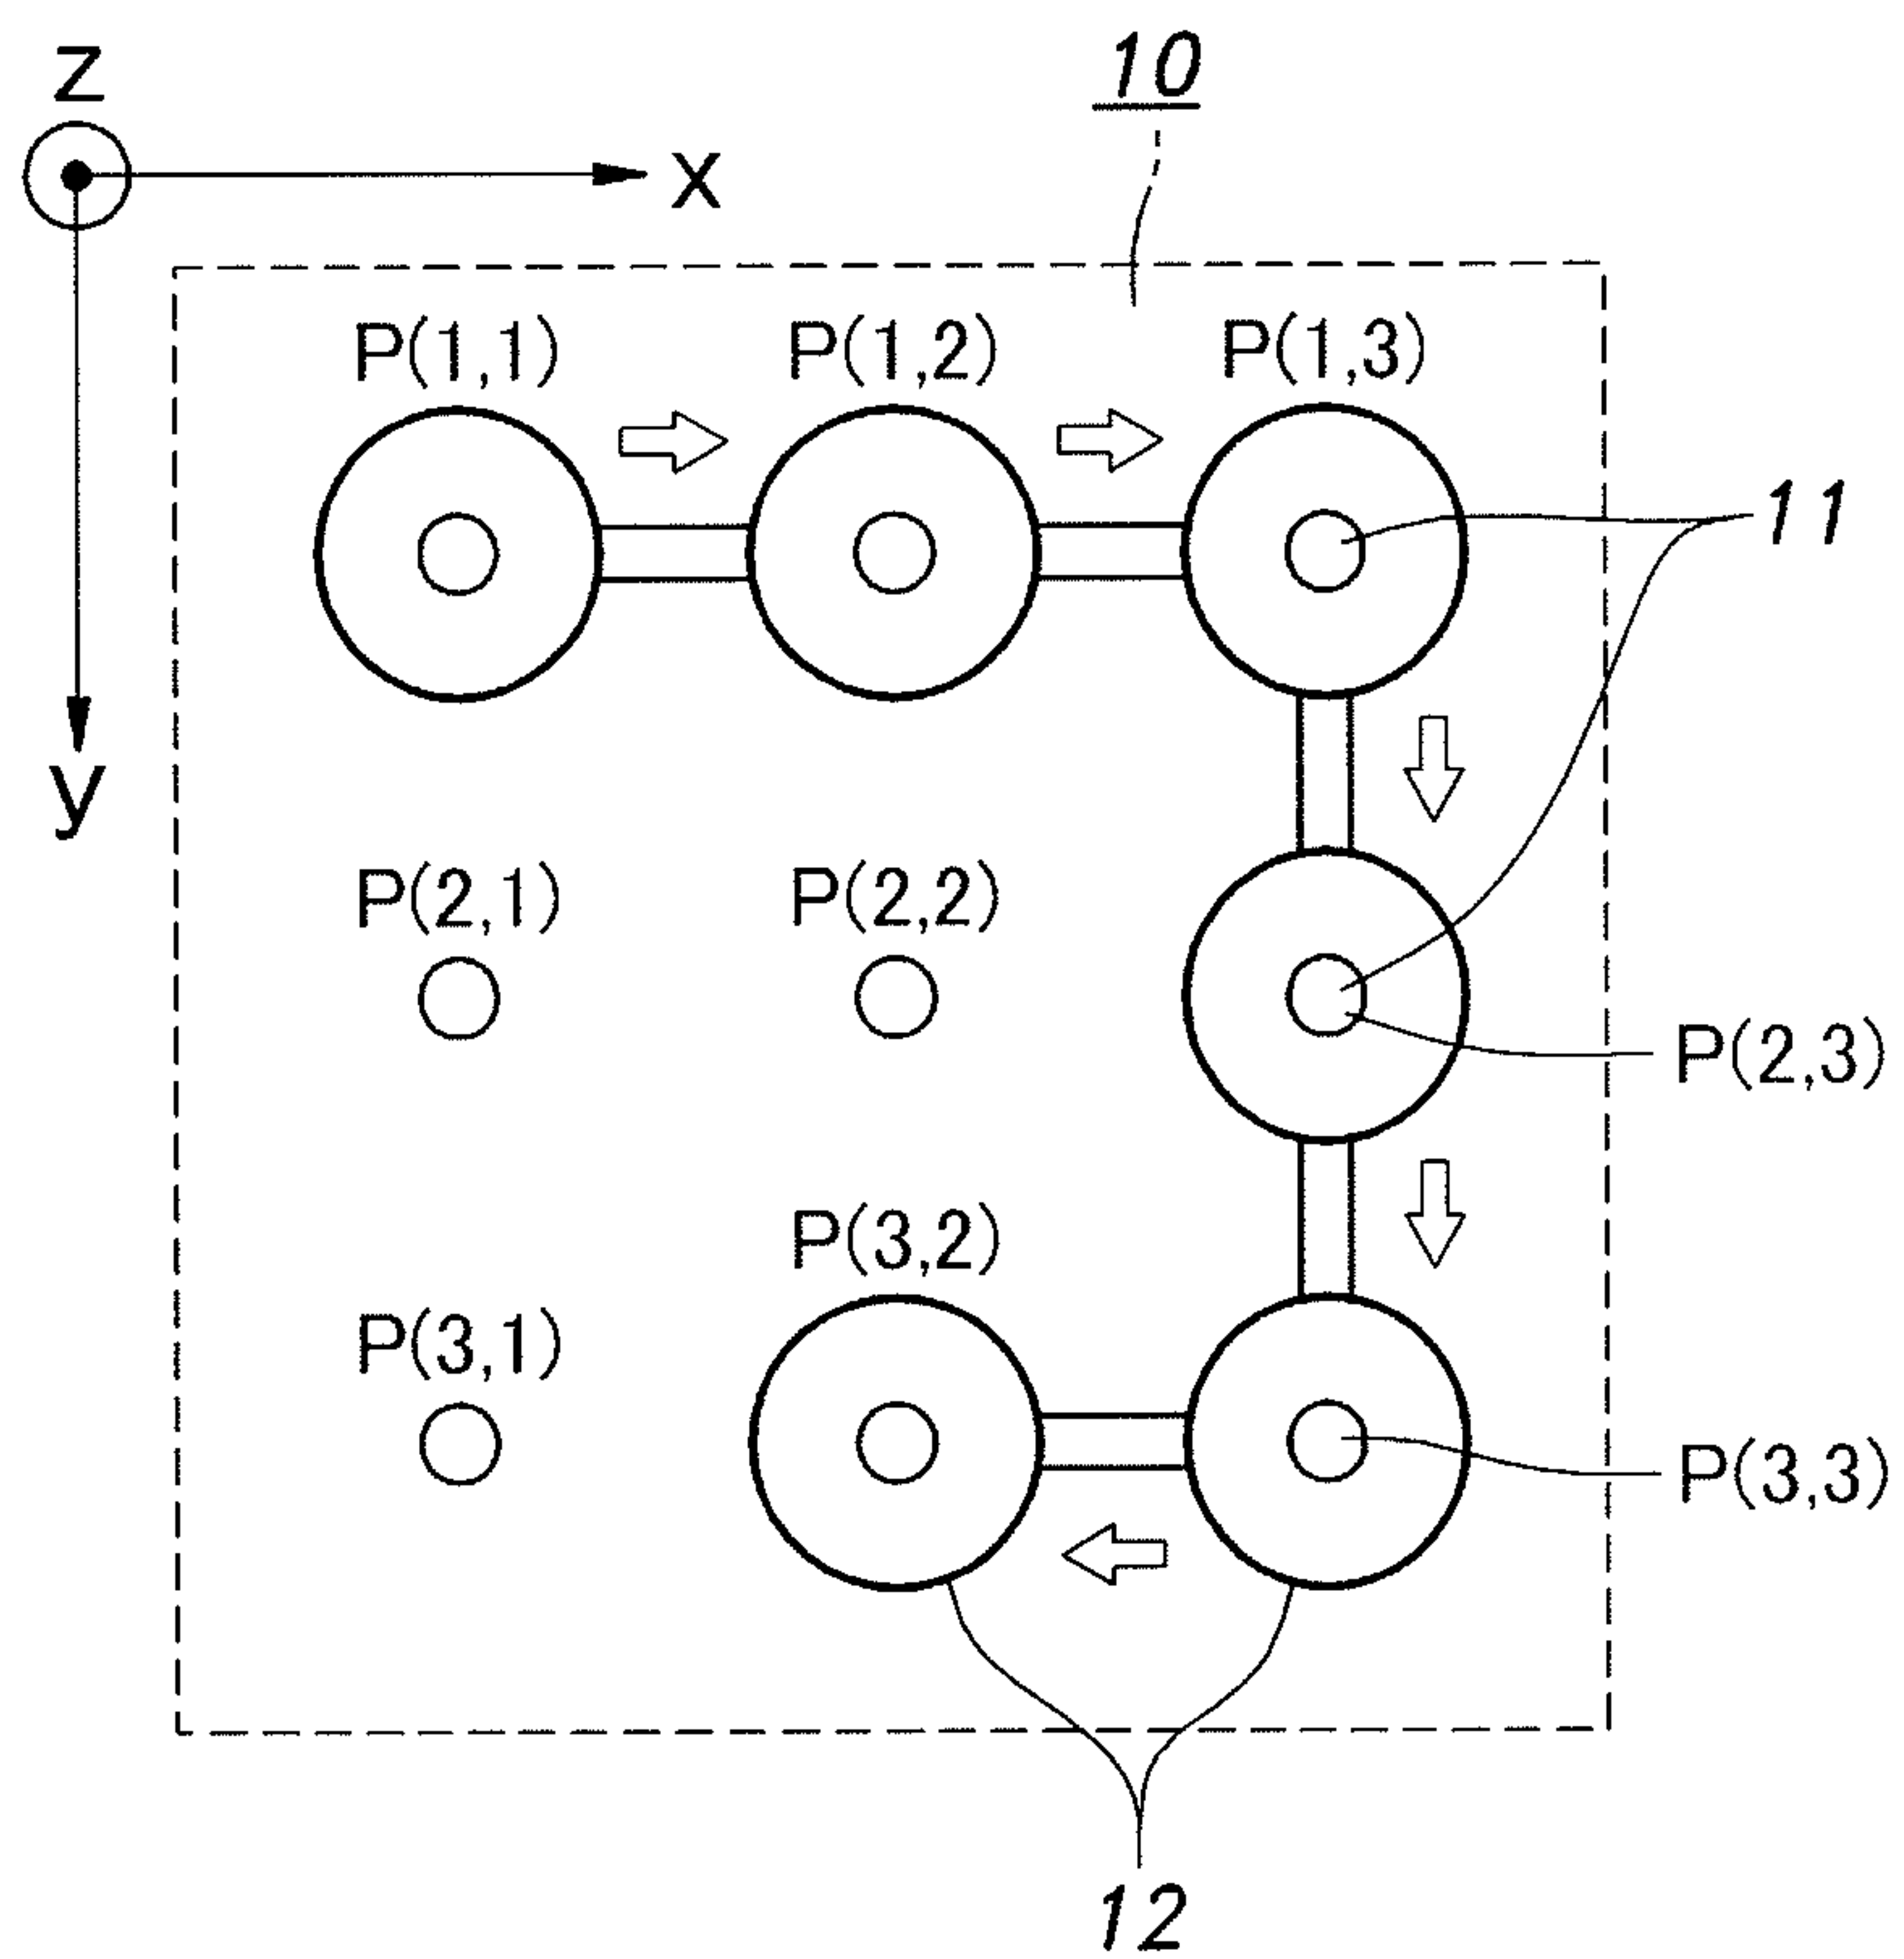 Z
10
x
P(1,1) P(1,2) P(1,3)
11
y
P(2,1) P(2,2)
P(2,3)
P(3,2)
P(3,1)
P(3,3)
12